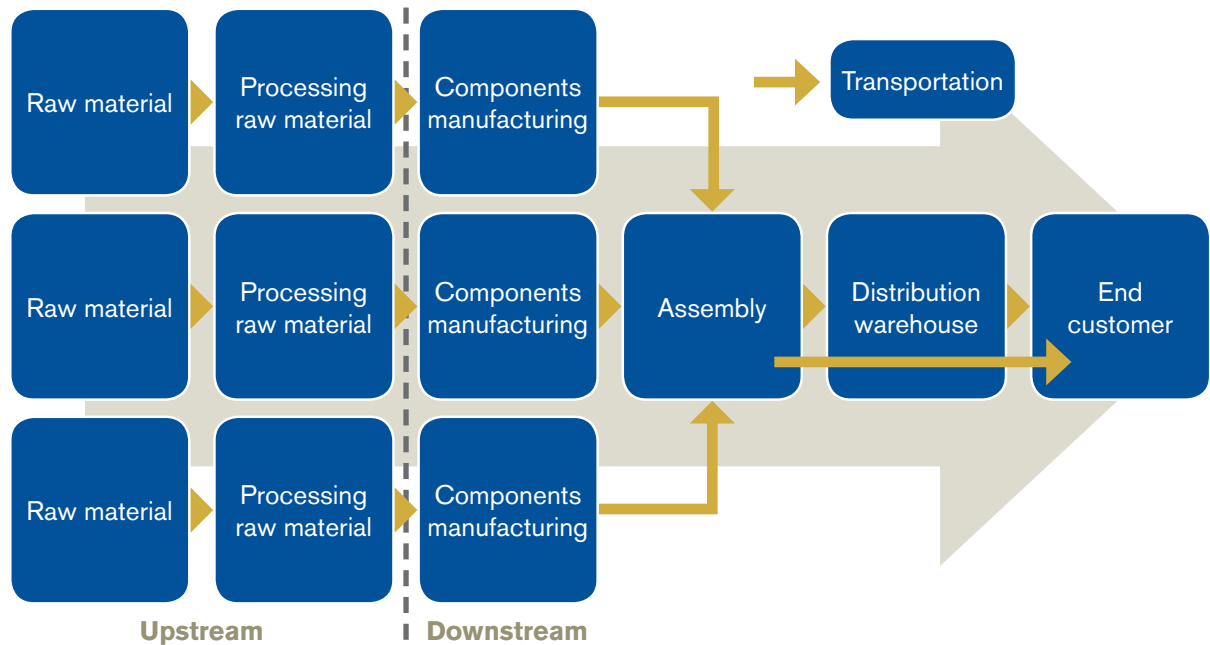 Raw material
Processing
raw material
Components
manufacturing
Transportation
Raw material
Processing
raw material
Components
manufacturing
Assembly
Distribution
warehouse
End
customer
Raw material
Processing
raw material
Components
manufacturing
Upstream
Downstream